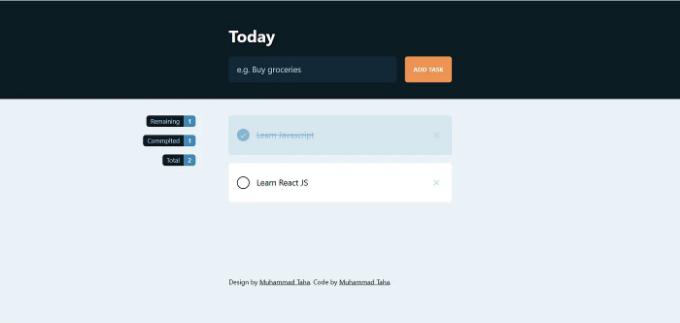 Today
e.g. Buy groceries
ADD TASK
Remaining 1
Commplted 1
Total 2
Learn Javascript
Learn React JS
Design by Muhammad Taha. Code by Muhammad Taha.